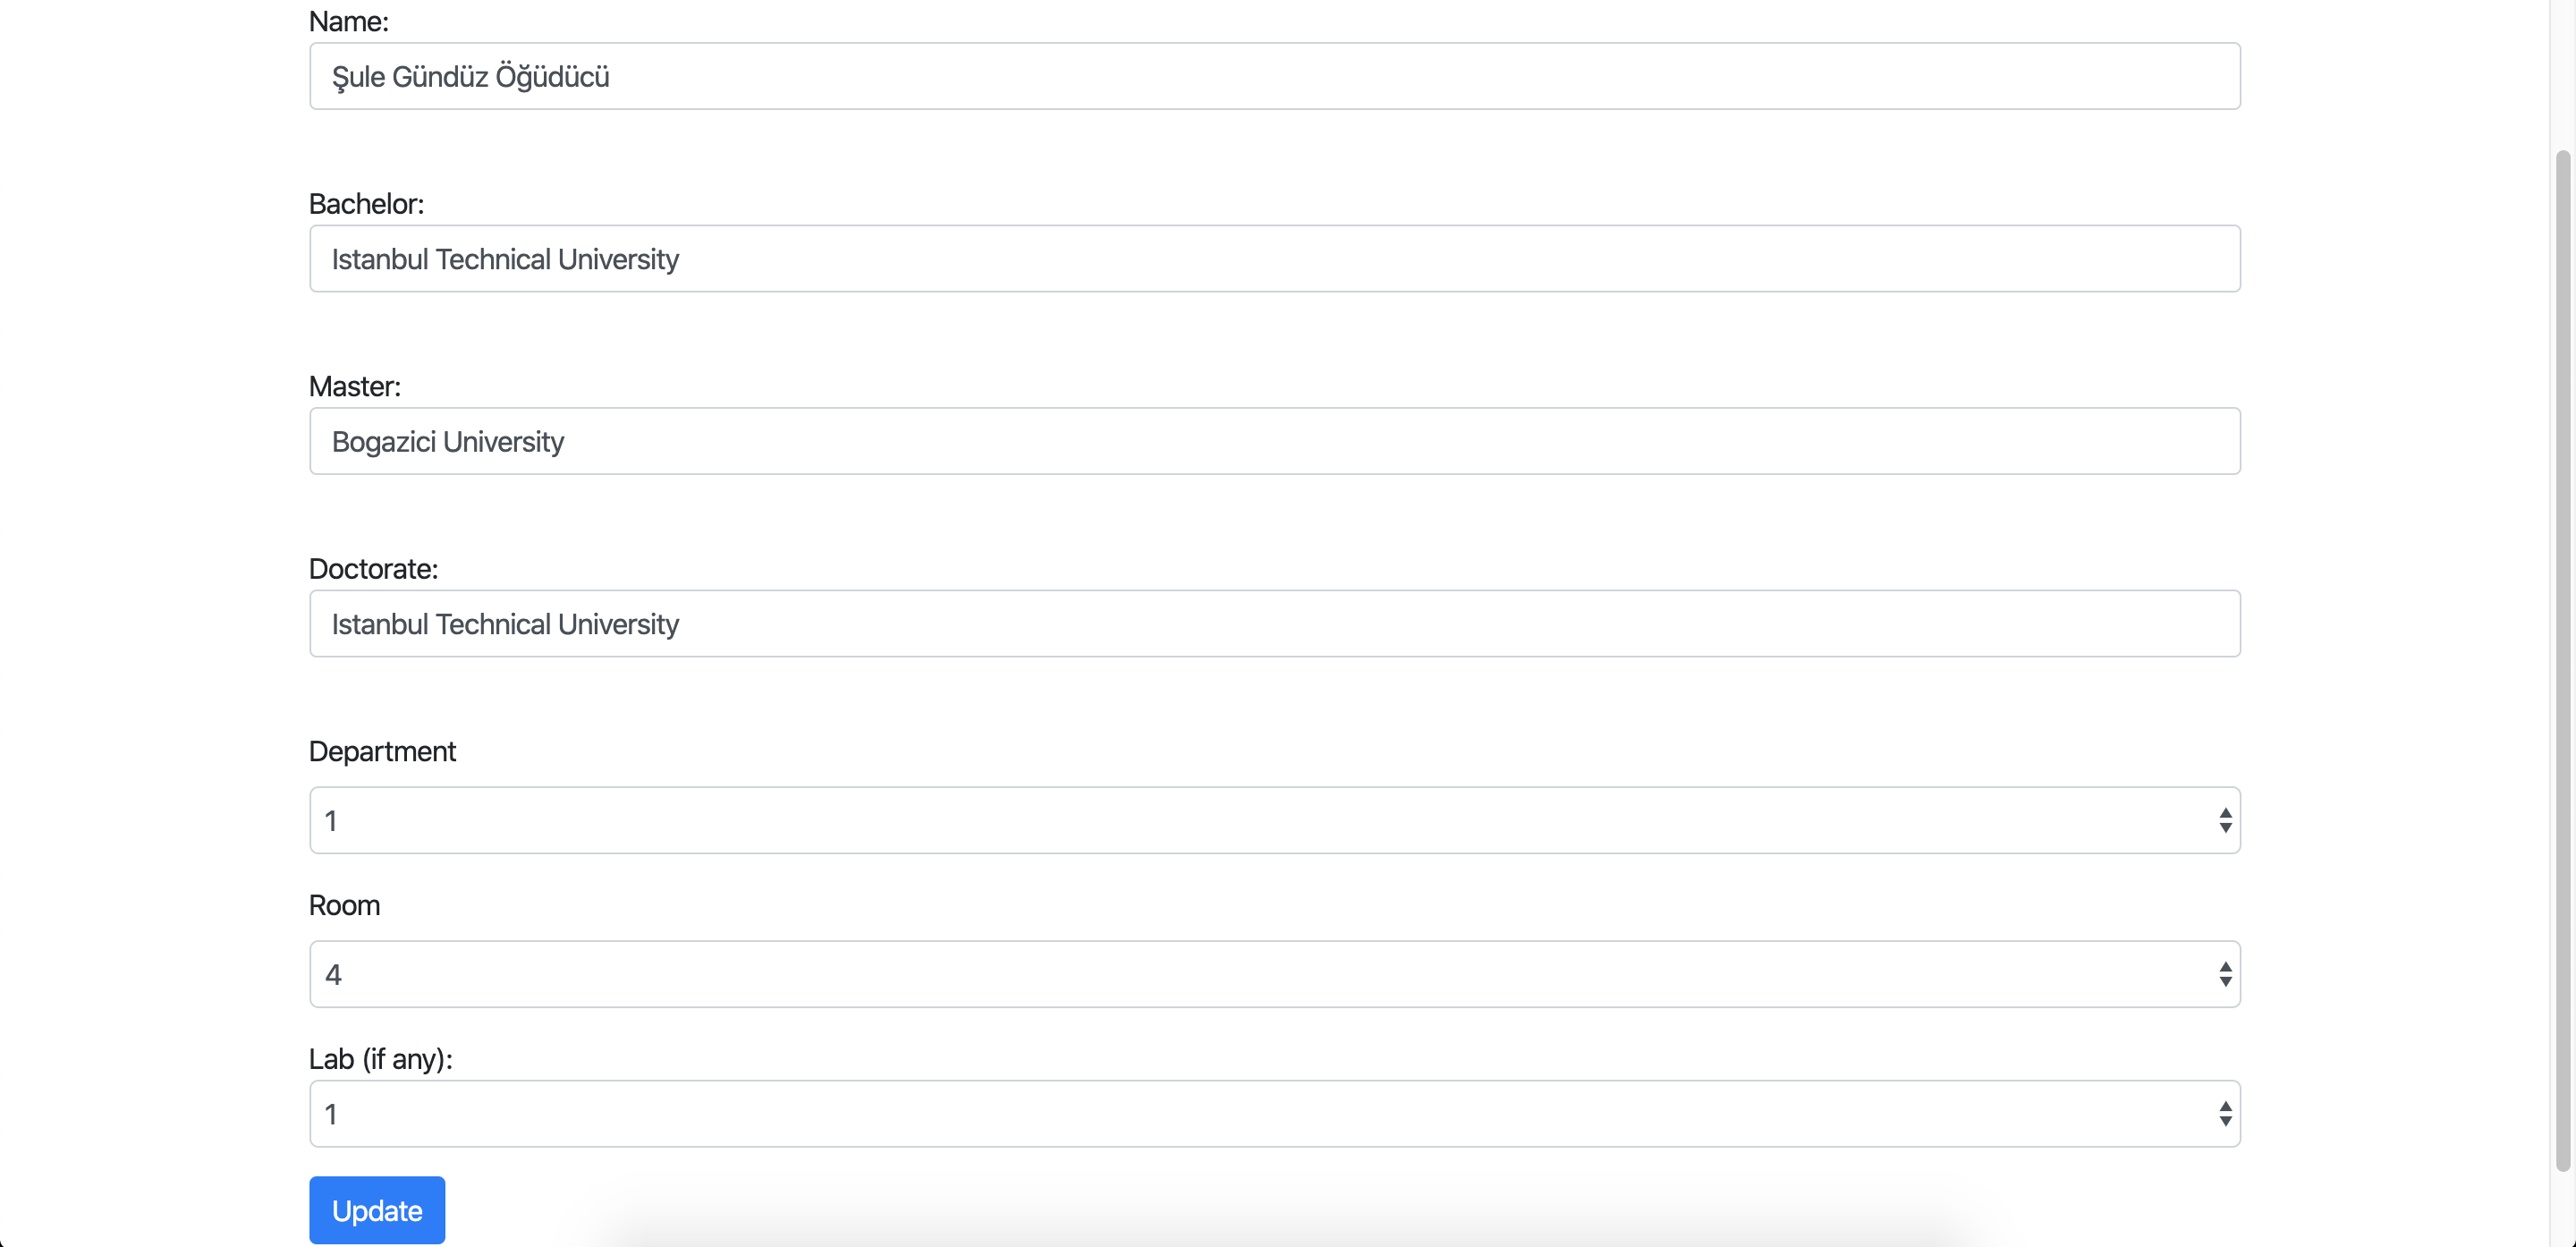 Name:
Şule Gündüz Öğüdücü
Bachelor:
Istanbul Technical University
Master:
Bogazici University
Doctorate:
Istanbul Technical University
Department
1
Room
4
Lab (if any):
1
Update